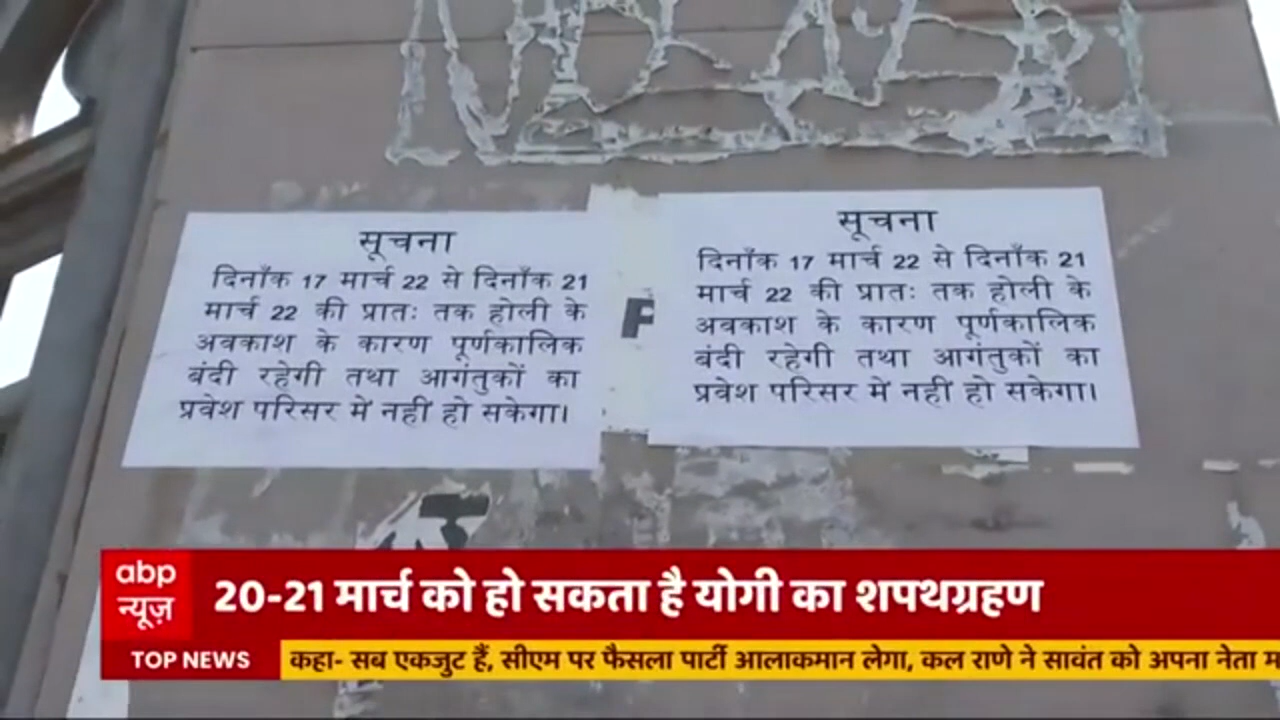 सूचना
दिनाँक 17 मार्च 22 से दिनाँक 21
मार्च 22 की प्रातः तक होली के
अवकाश के कारण पूर्णकालिक
बंदी रहेगी तथा आगंतुकों का
प्रवेश परिसर में नहीं हो सकेगा।
सूचना
दिनाँक 17 मार्च 22 से दिनाँक 21
मार्च 22 की प्रातः तक होली के
अवकाश के कारण पूर्णकालिक
बंदी रहेगी तथा आगंतुकों का
प्रवेश परिसर में नहीं हो सकेगा।
P
abp
न्यूज़
20-21 मार्च को हो सकता है योगी का शपथग्रहण
TOP NEWS
कहा- सब एकजुट हैं, सीएम पर फैसला पार्टी आलाकमान लेगा, कल राणे ने सावंत को अपना नेता